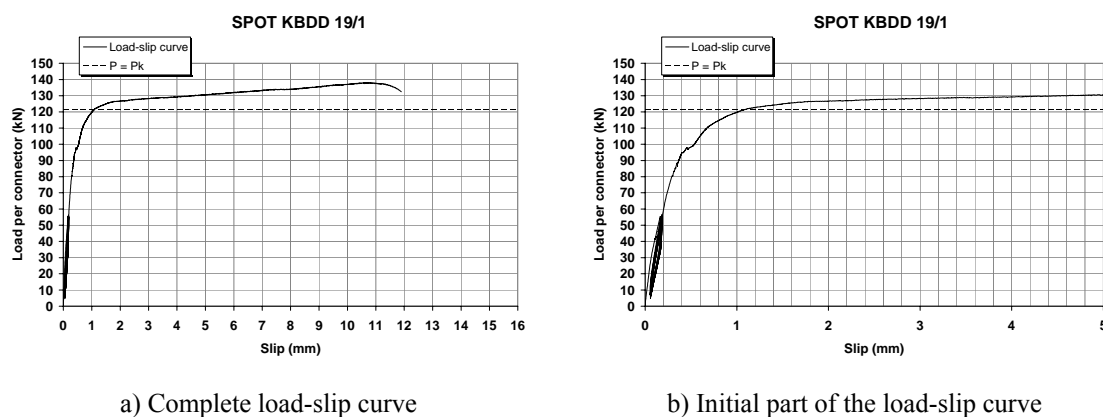 SPOT KBDD 19/1
Load-slip curve
P = Pk
150
140
130
120
110
100
90
80
70
60
50
40
30
20
10
0
Load per connector (kN)
0 1 2 3 4 5 6 7 8 9 10 11 12 13 14 15 16
Slip (mm)
a) Complete load-slip curve
SPOT KBDD 19/1
Load-slip curve
P = Pk
150
140
130
120
110
100
90
80
70
60
50
40
30
20
10
0
Load per connector (kN)
0 1 2 3 4 5
Slip (mm)
b) Initial part of the load-slip curve